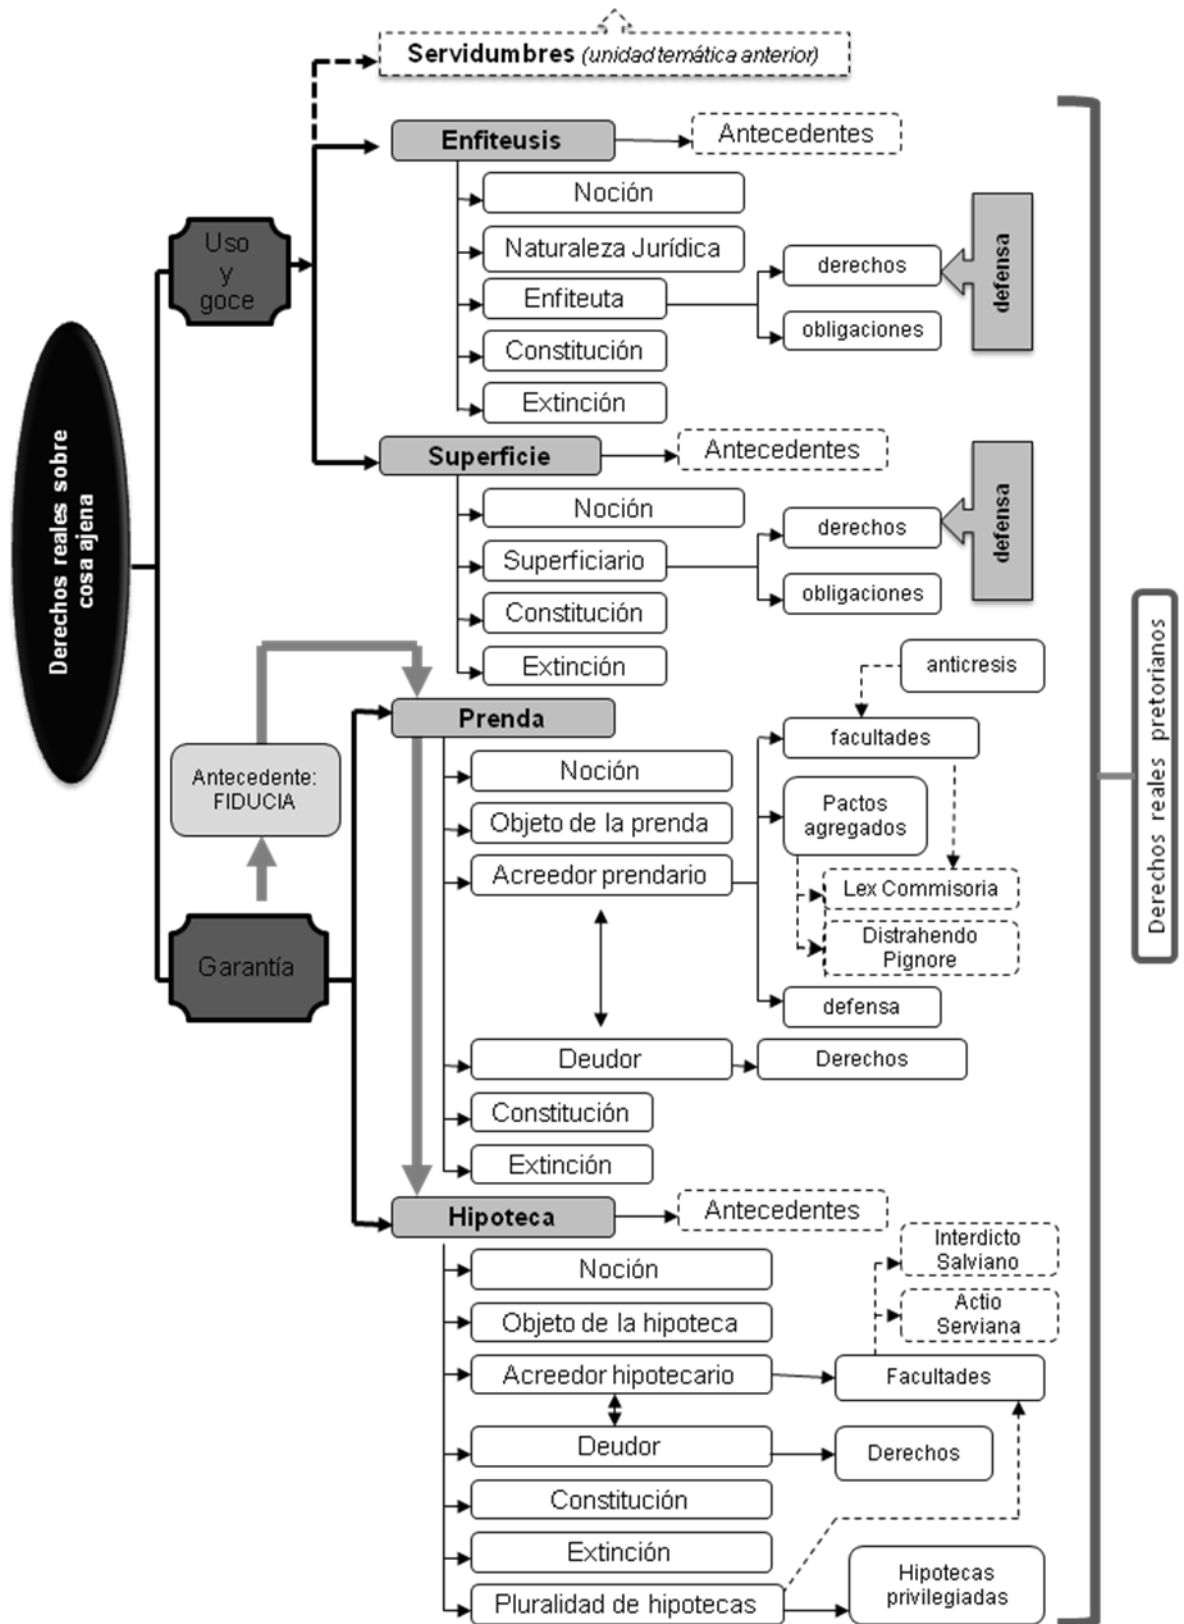 Servidumbres (unidad temática anterior)
Enfiteusis
Antecedentes
Noción
Naturaleza Jurídica
Enfiteuta
derechos
obligaciones
defensa
Constitución
Extinción
Uso
y
goce
Derechos reales sobre
cosa ajena
Superficie
Antecedentes
Noción
Superficiario
derechos
obligaciones
defensa
Constitución
Extinción
Derechos reales pretorianos
Antecedente:
FIDUCIA
Garantía
Prenda
Noción
Objeto de la prenda
Acreedor prendario
anticresis
facultades
Pactos
agregados
Lex Commisoria
Distrahendo
Pignore
defensa
Deudor
Derechos
Constitución
Extinción
Hipoteca
Antecedentes
Noción
Objeto de la hipoteca
Acreedor hipotecario
Interdicto
Salviano
Actio
Serviana
Facultades
Deudor
Derechos
Constitución
Extinción
Pluralidad de hipotecas
Hipotecas
privilegiadas